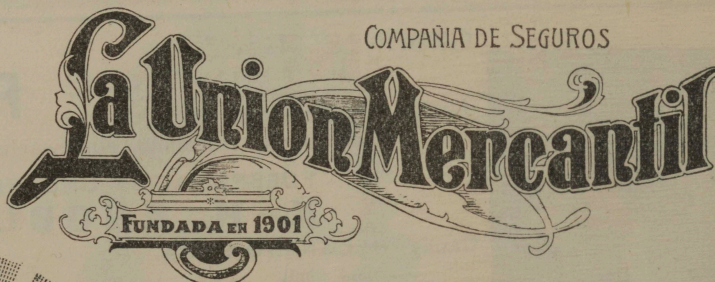 COMPAÑIA DE SEGUROS
La Union Mercantil
FUNDADA EN 1901